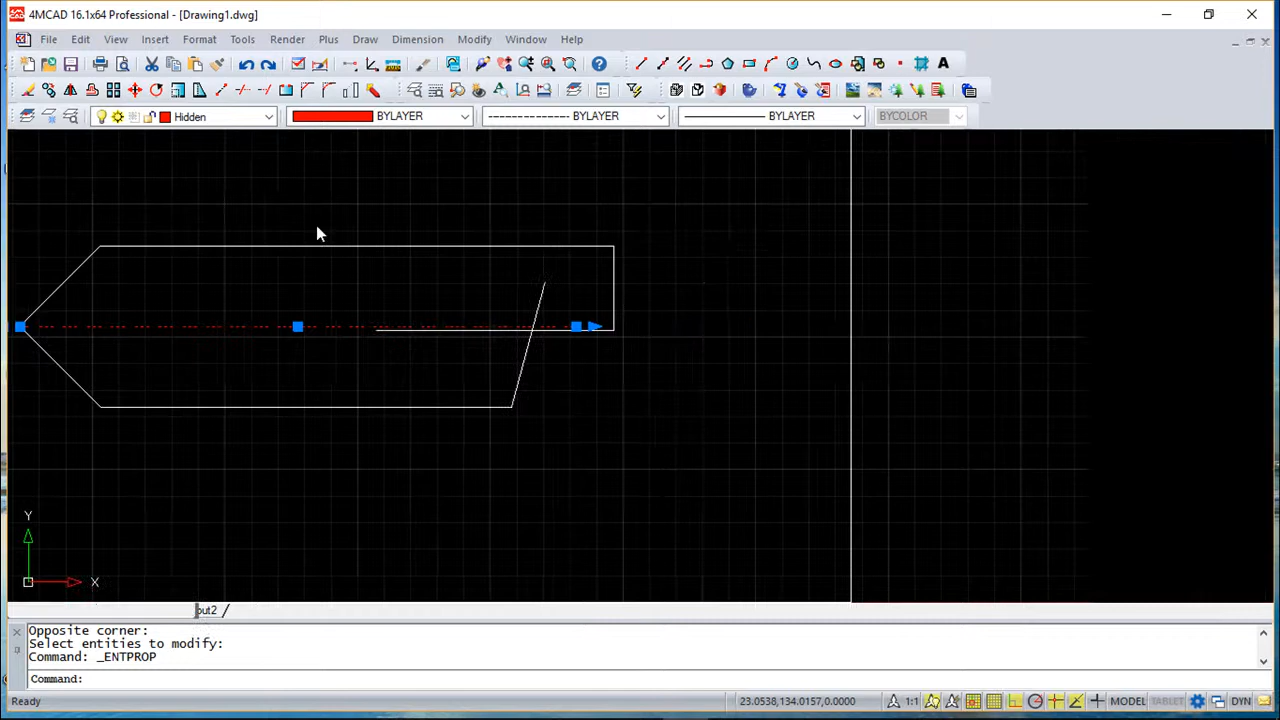 4MCAD 16.1x64 Professional - [Drawing1.dwg]
File Edit View Insert Format Tools Render Plus Draw Dimension Modify Window Help
Hidden BYLAYER BYLAYER BYLAYER BYCOLOR
Y
X
out2
Opposite corner:
Select entities to modify:
Command: _ENTPROP
Command:
Ready 23.0538,134.0157,0.0000 1:1 MODEL TABLET DYN